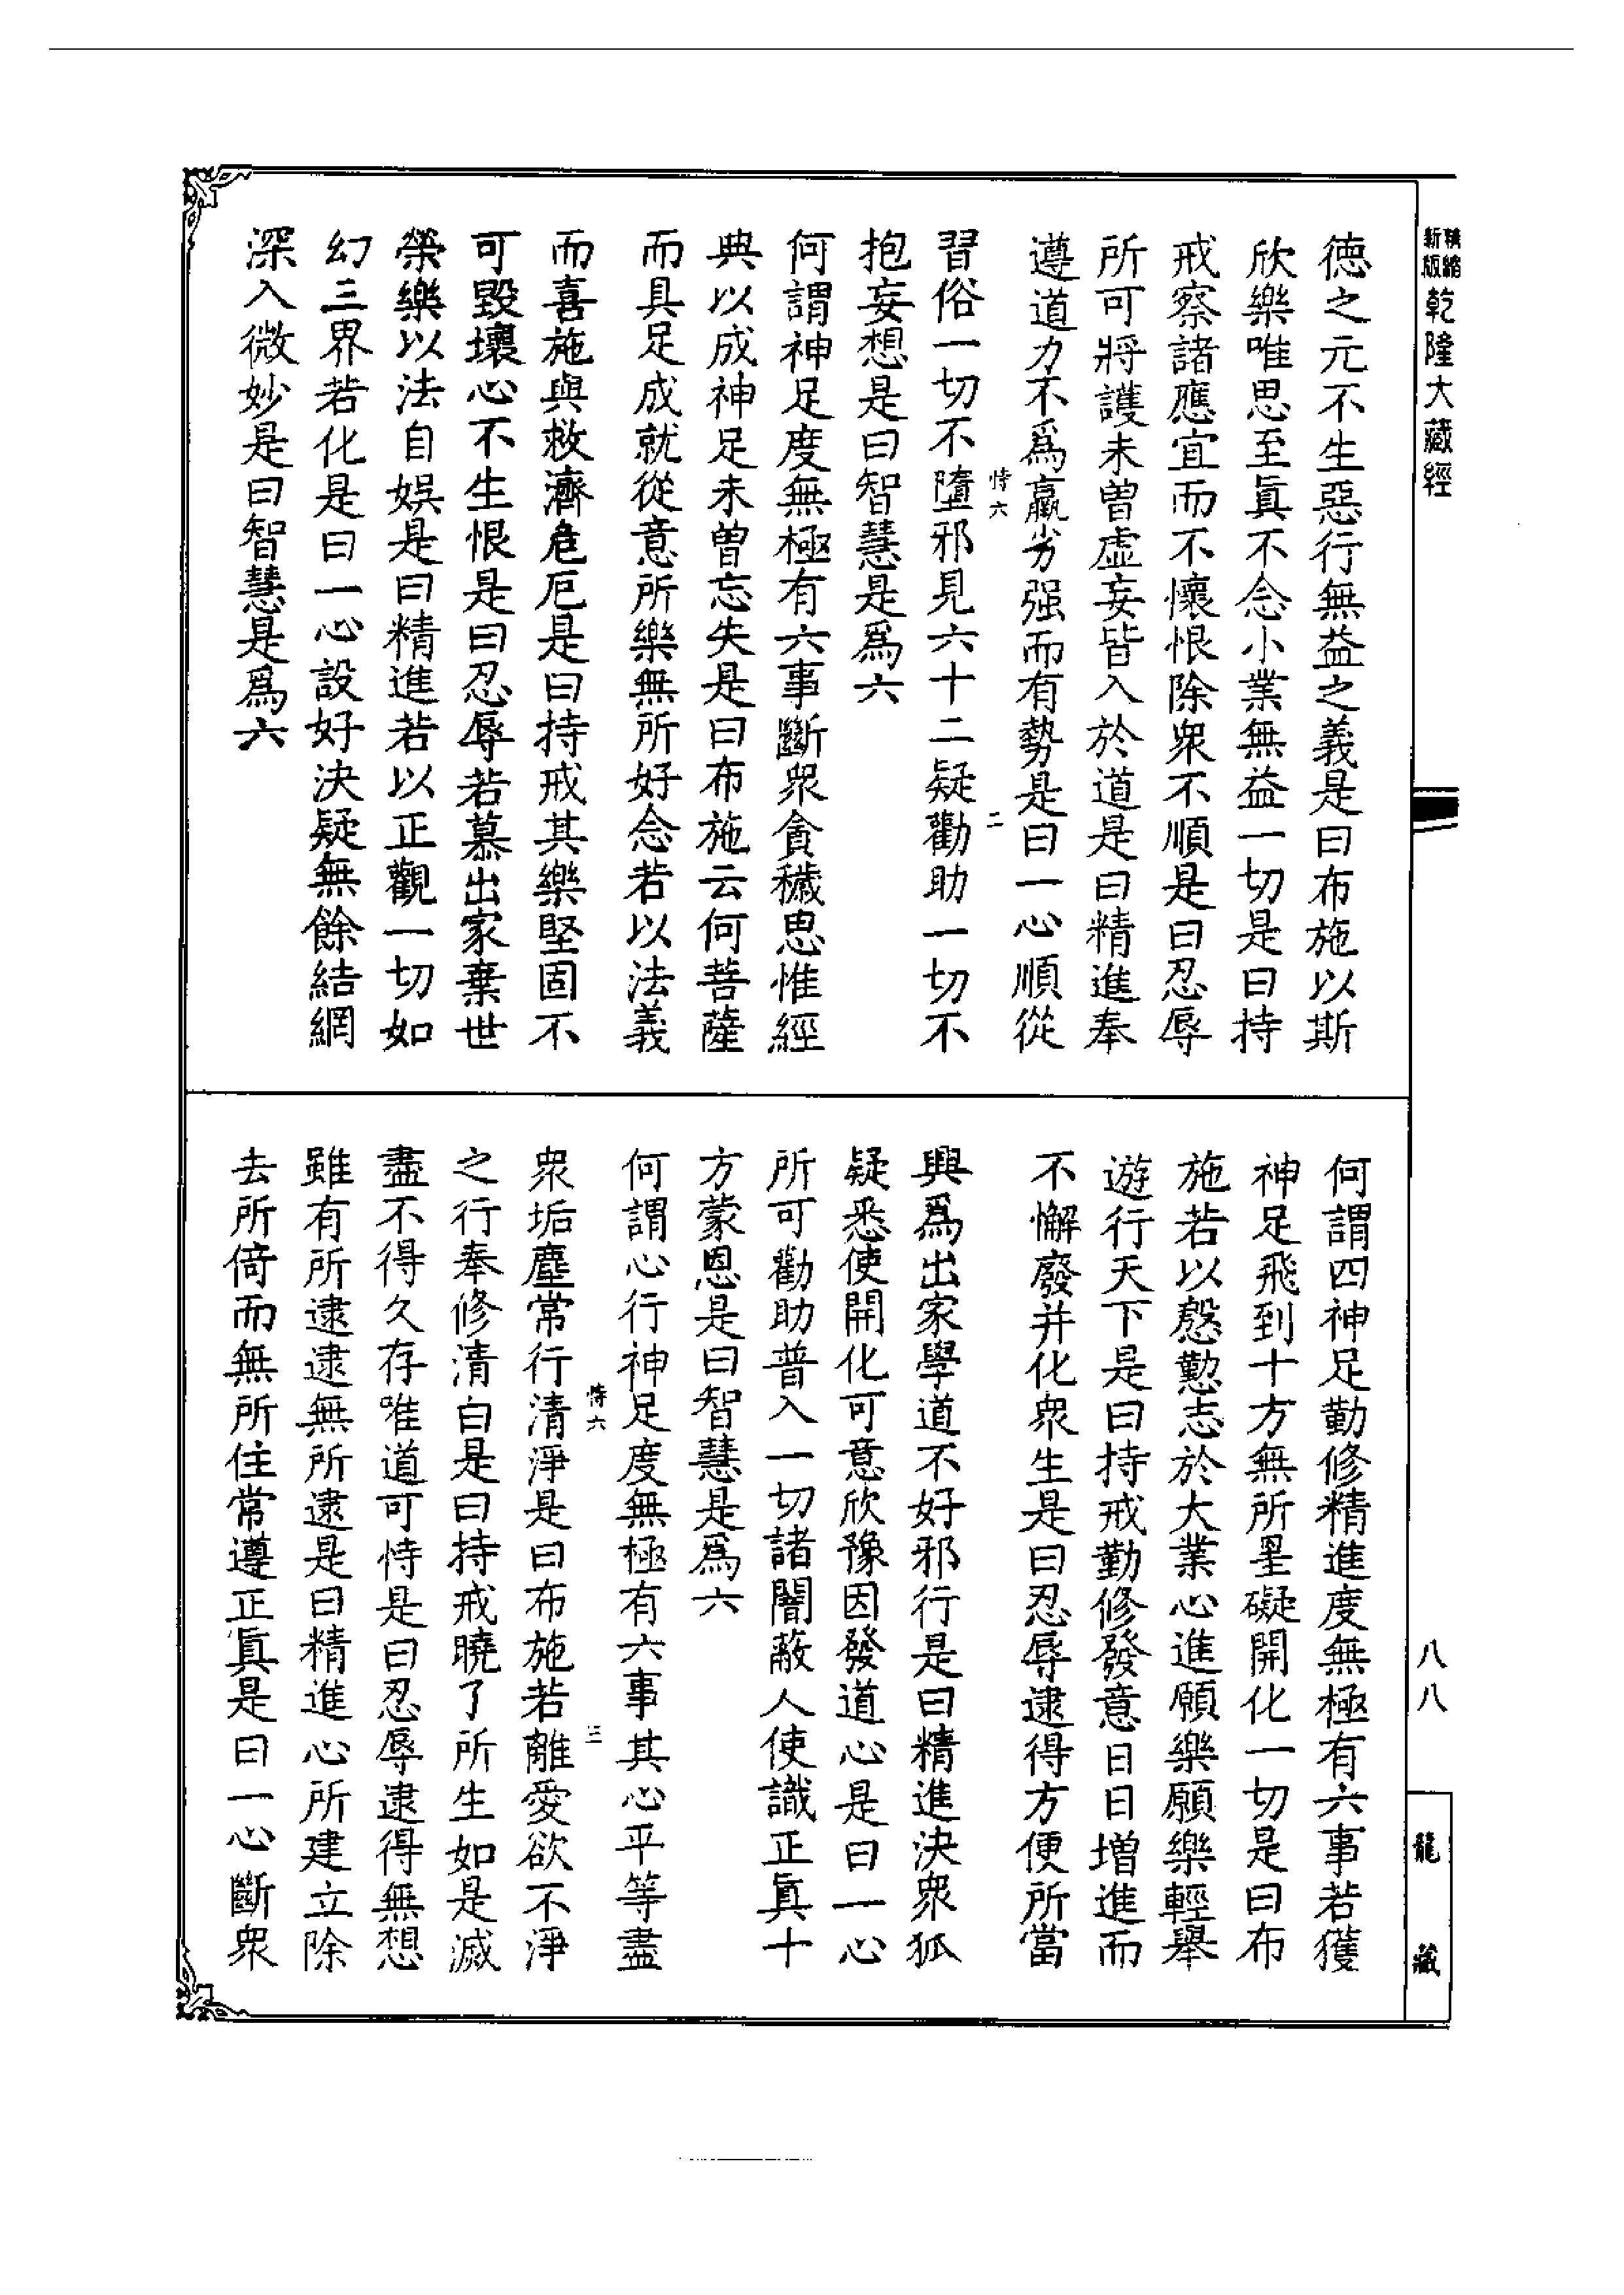 精縮
新版
乾隆大藏經
德之元不生惡行無益之義是曰布施以斯
欣樂唯思至眞不念小業無益一切是曰持
戒察諸應宜而不懷恨除衆不順是曰忍辱
所可將護未曾虛妄皆入於道是曰精進奉
遵道力不爲羸劣强而有勢是曰一心順從
恃六
二
習俗一切不墮邪見六十二疑勸助一切不
抱妄想是曰智慧是爲六
何謂神足度無極有六事斷衆貪穢思惟經
典以成神足未曾忘失是曰布施云何菩薩
而具足成就從意所樂無所好念若以法義
而喜施與救濟危厄是曰持戒其樂堅固不
可毀壞心不生恨是曰忍辱若慕出家棄世
榮樂以法自娛是曰精進若以正觀一切如
幻三界若化是曰一心設好決疑無餘結網
深入微妙是曰智慧是爲六
何謂四神足勤修精進度無極有六事若獲
神足飛到十方無所罣礙開化一切是曰布
施若以慇懃志於大業心進願樂願樂輕舉
遊行天下是曰持戒勤修發意日日增進而
不懈廢并化衆生是曰忍辱逮得方便所當
興爲出家學道不好邪行是曰精進決衆狐
疑悉使開化可意欣豫因發道心是曰一心
所可勸助普入一切諸闇蔽人使識正眞十
方蒙恩是曰智慧是爲六
何謂心行神足度無極有六事其心平等盡
恃六
三
衆垢塵常行清淨是曰布施若離愛欲不淨
之行奉修清白是曰持戒曉了所生如是滅
盡不得久存唯道可恃是曰忍辱逮得無想
雖有所逮逮無所逮是曰精進心所建立除
去所倚而無所住常遵正眞是曰一心斷衆
八八
龍藏